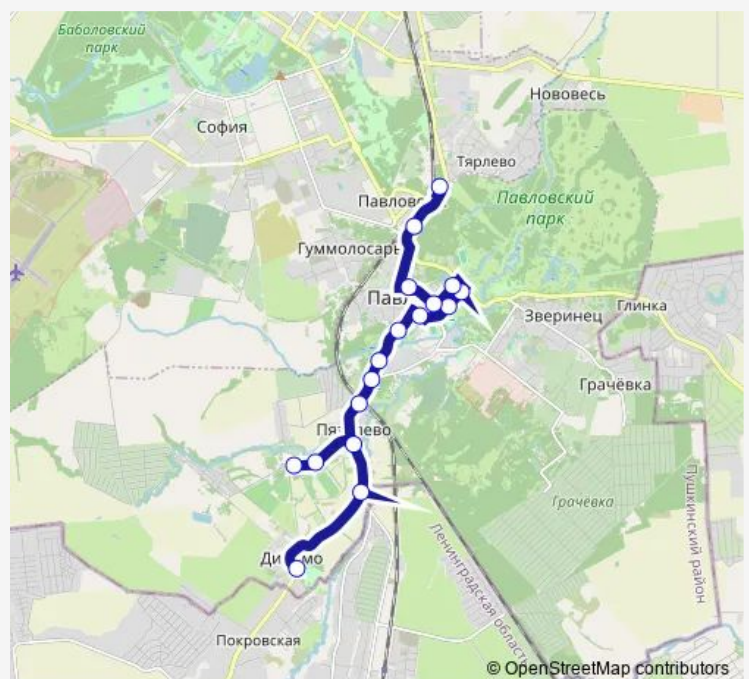 Баболовский
парк
Нововесь
София
Тярлево
Павловский
парк
Гуммолосары
Зверинец
Глинка
Грачёвка
Грачёвка
Пушкинский район
Ленинградская область
Покровская
© OpenStreetMap contributors